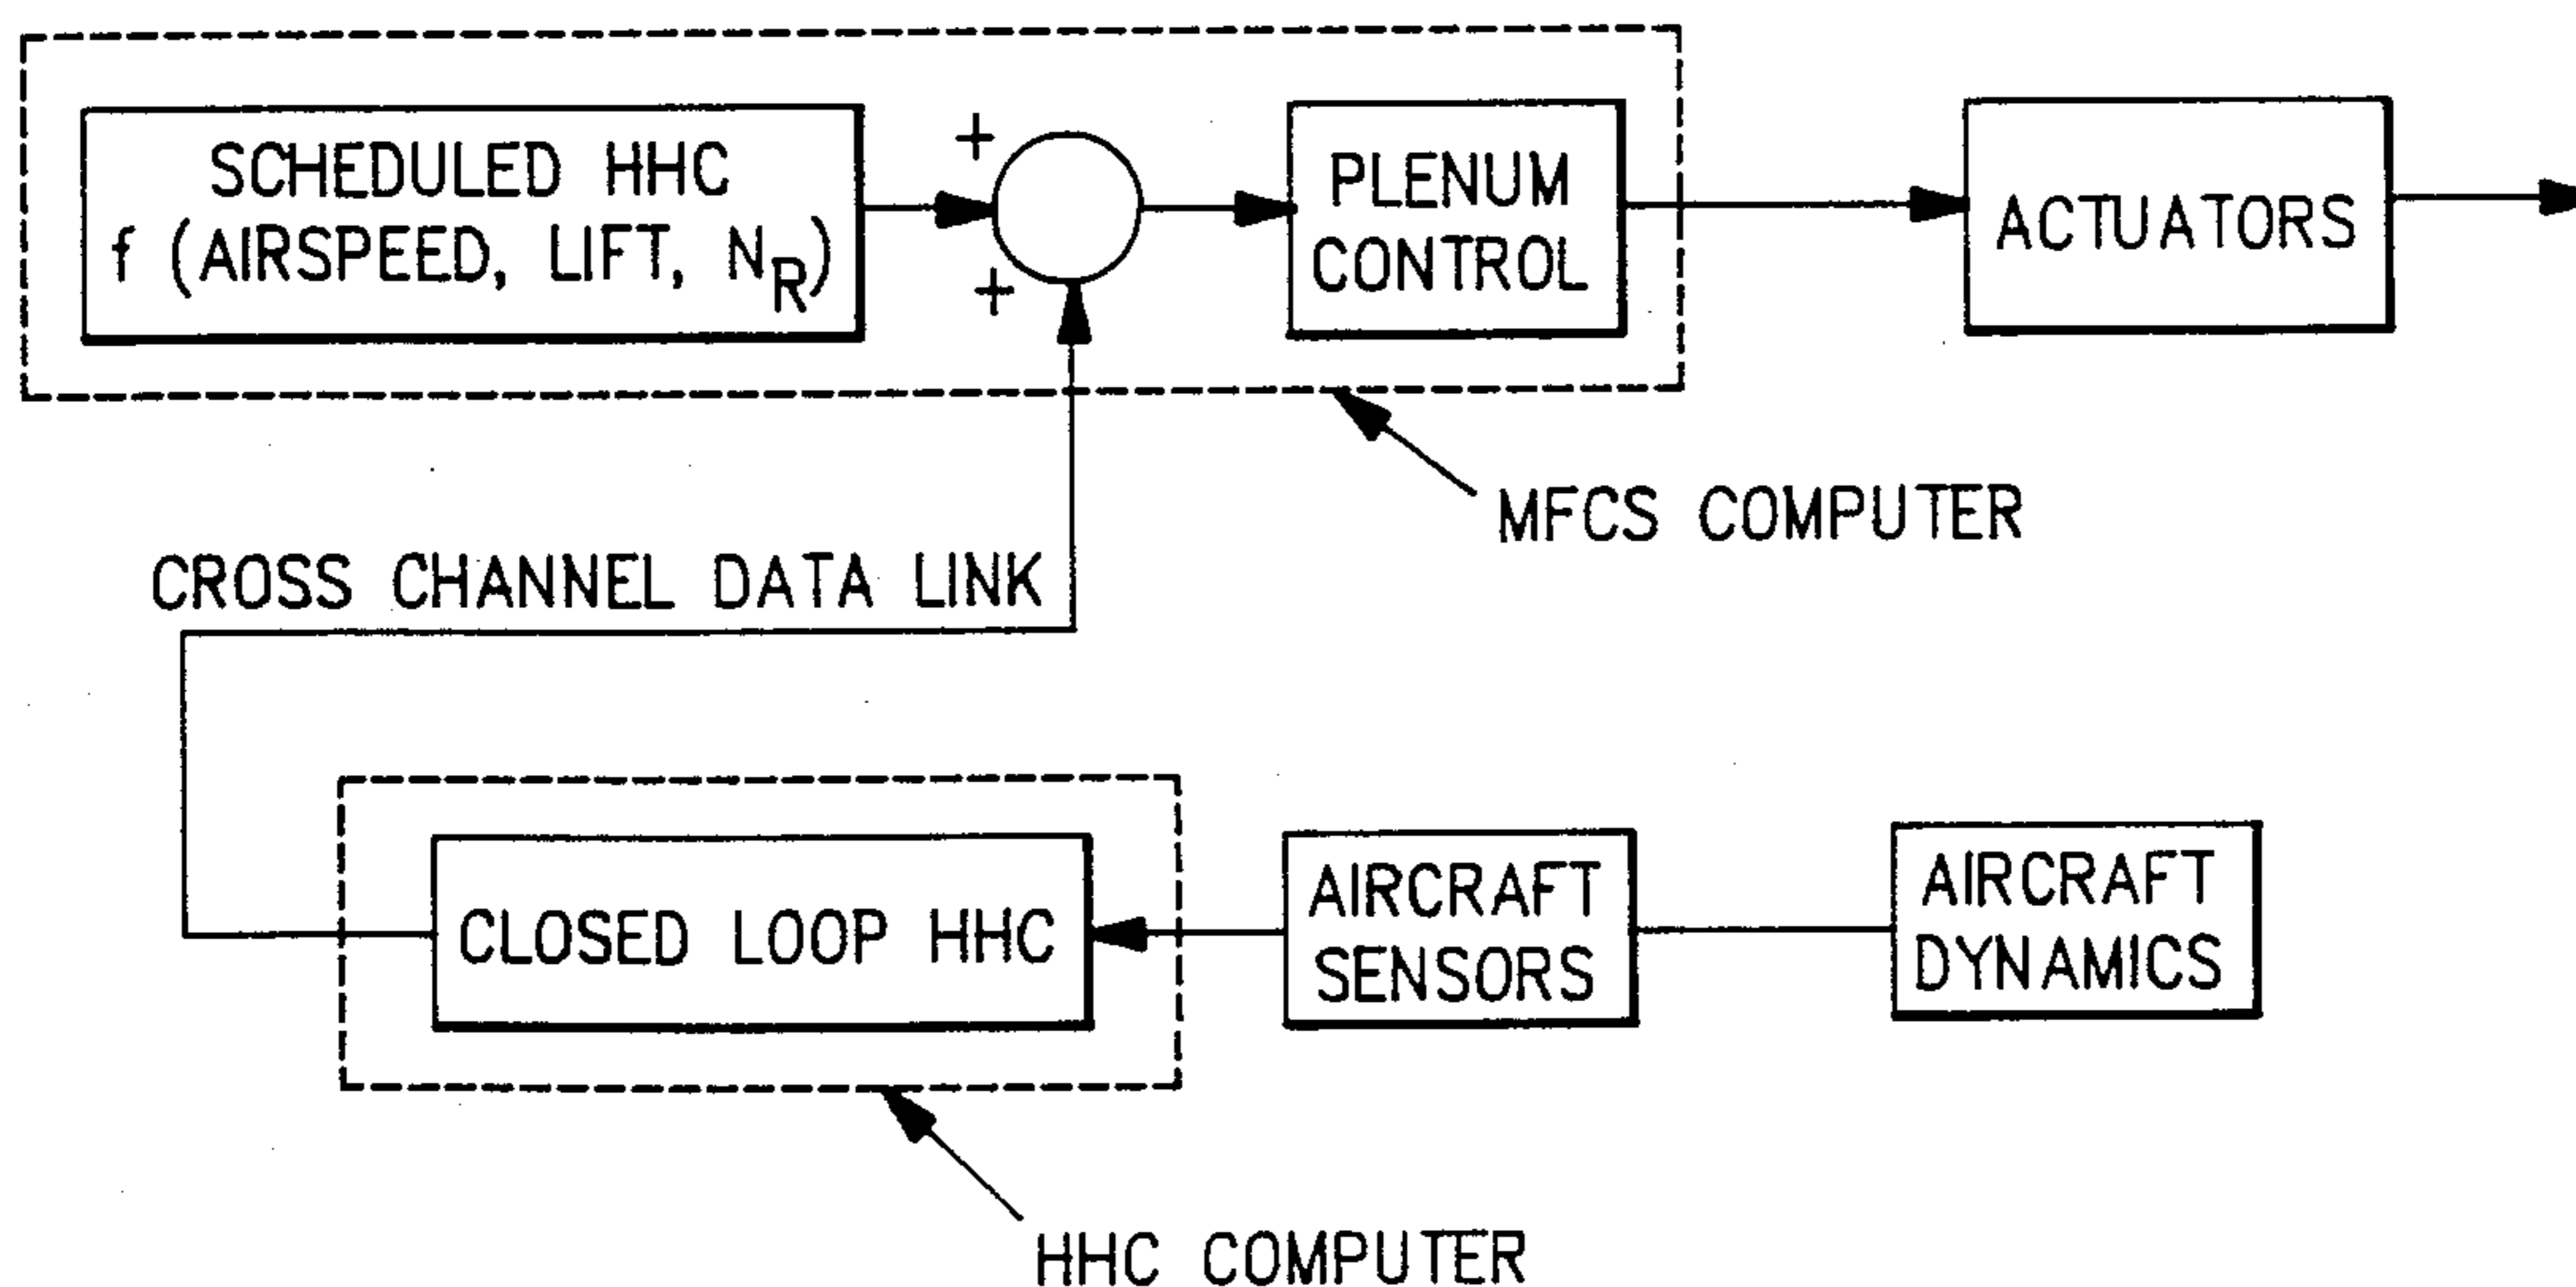 SCHEDULED HHC
f (AIRSPEED, LIFT, NR)
+
+
PLENUM
CONTROL
ACTUATORS
MFCS COMPUTER
CROSS CHANNEL DATA LINK
CLOSED LOOP HHC
AIRCRAFT
SENSORS
AIRCRAFT
DYNAMICS
HHC COMPUTER